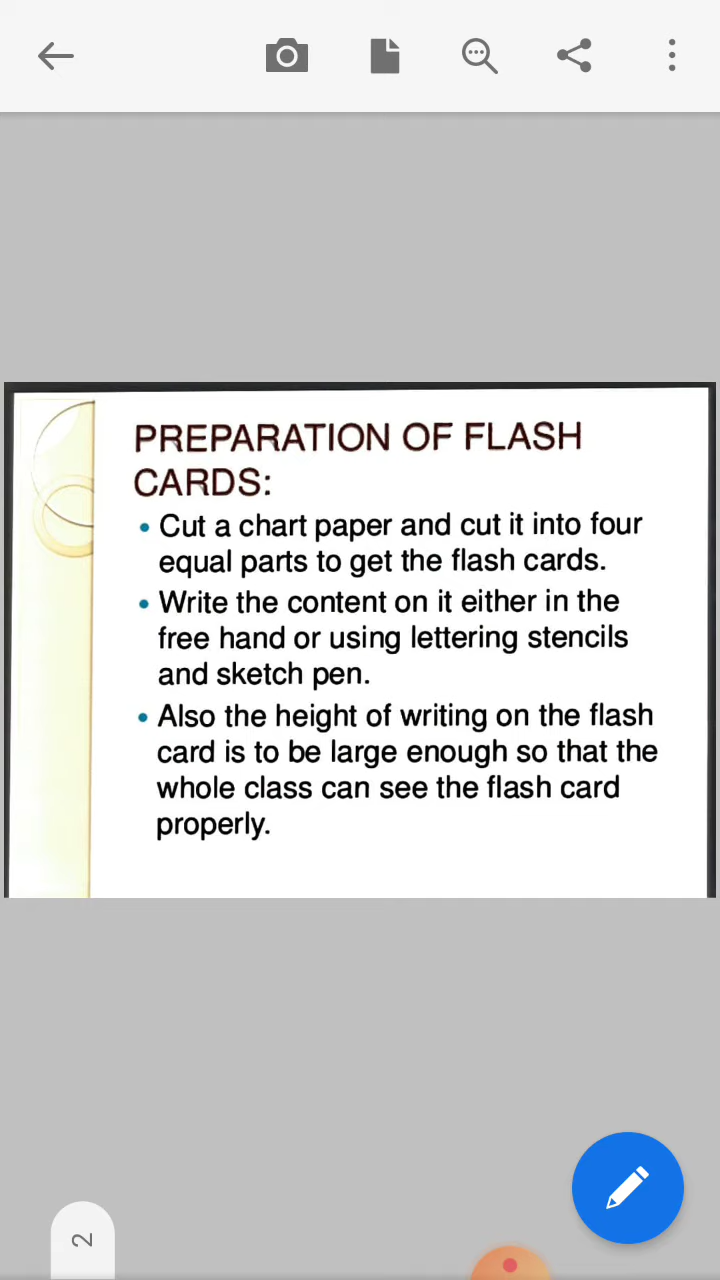 PREPARATION OF FLASH
CARDS:
• Cut a chart paper and cut it into four
equal parts to get the flash cards.
• Write the content on it either in the
free hand or using lettering stencils
and sketch pen.
• Also the height of writing on the flash
card is to be large enough so that the
whole class can see the flash card
properly.
2